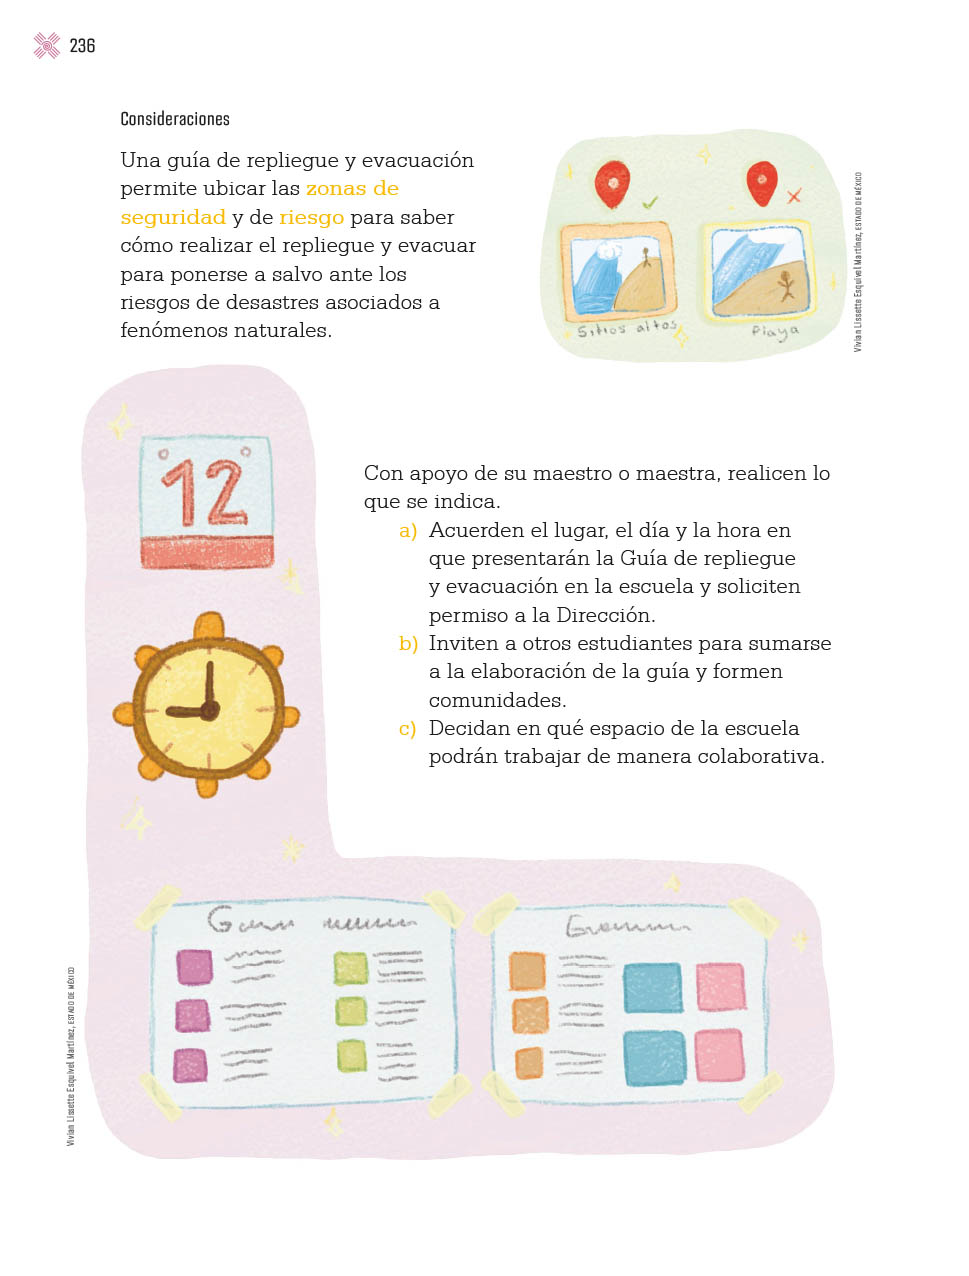 236
Consideraciones
Una guía de repliegue y evacuación
permite ubicar las zonas de
seguridad y de riesgo para saber
cómo realizar el repliegue y evacuar
para ponerse a salvo ante los
riesgos de desastres asociados a
fenómenos naturales.
Sitios altos
Playa
Vivian Lissette Esquivel Martínez, ESTADO DE MÉXICO
12
Con apoyo de su maestro o maestra, realicen lo
que se indica.
a) Acuerden el lugar, el día y la hora en
que presentarán la Guía de repliegue
y evacuación en la escuela y soliciten
permiso a la Dirección.
b) Inviten a otros estudiantes para sumarse
a la elaboración de la guía y formen
comunidades.
c) Decidan en qué espacio de la escuela
podrán trabajar de manera colaborativa.
Vivian Lissette Esquivel Martínez, ESTADO DE MÉXICO